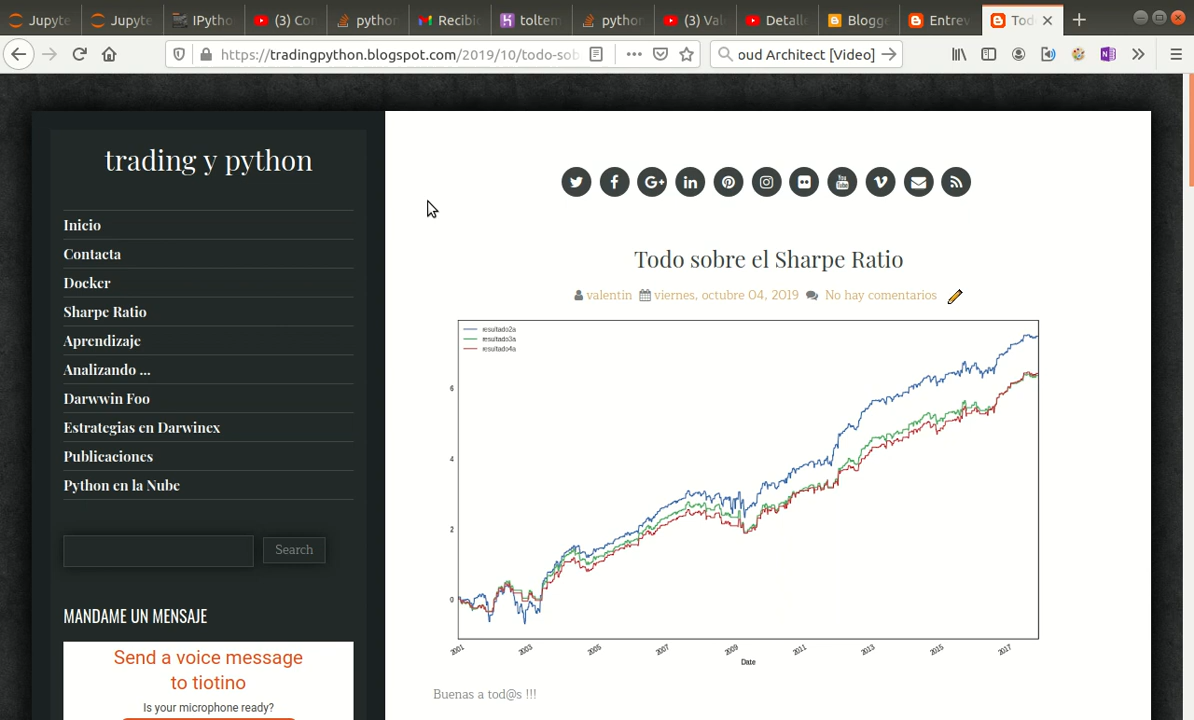 Jupyte
Jupyte
IPytho
(3) Co
pythor
Recibi
toltem
pythor
(3) Val
Detalle
Blogge
Entrev
Tod
https://tradingpython.blogspot.com/2019/10/todo-sob
oud Architect [Video]
trading y python
Inicio
Contacta
Docker
Sharpe Ratio
Aprendizaje
Analizando ...
Darwwin Foo
Estrategias en Darwinex
Publicaciones
Python en la Nube
Search
MANDAME UN MENSAJE
Send a voice message
to tiotino
Is your microphone ready?
You
Tube
Todo sobre el Sharpe Ratio
valentin viernes, octubre 04, 2019 No hay comentarios
resultado2a
resultado3a
resultado4a
6
4
2
0
2001 2003 2005 2007 2009 2011 2013 2015 2017
Date
Buenas a tod@s !!!